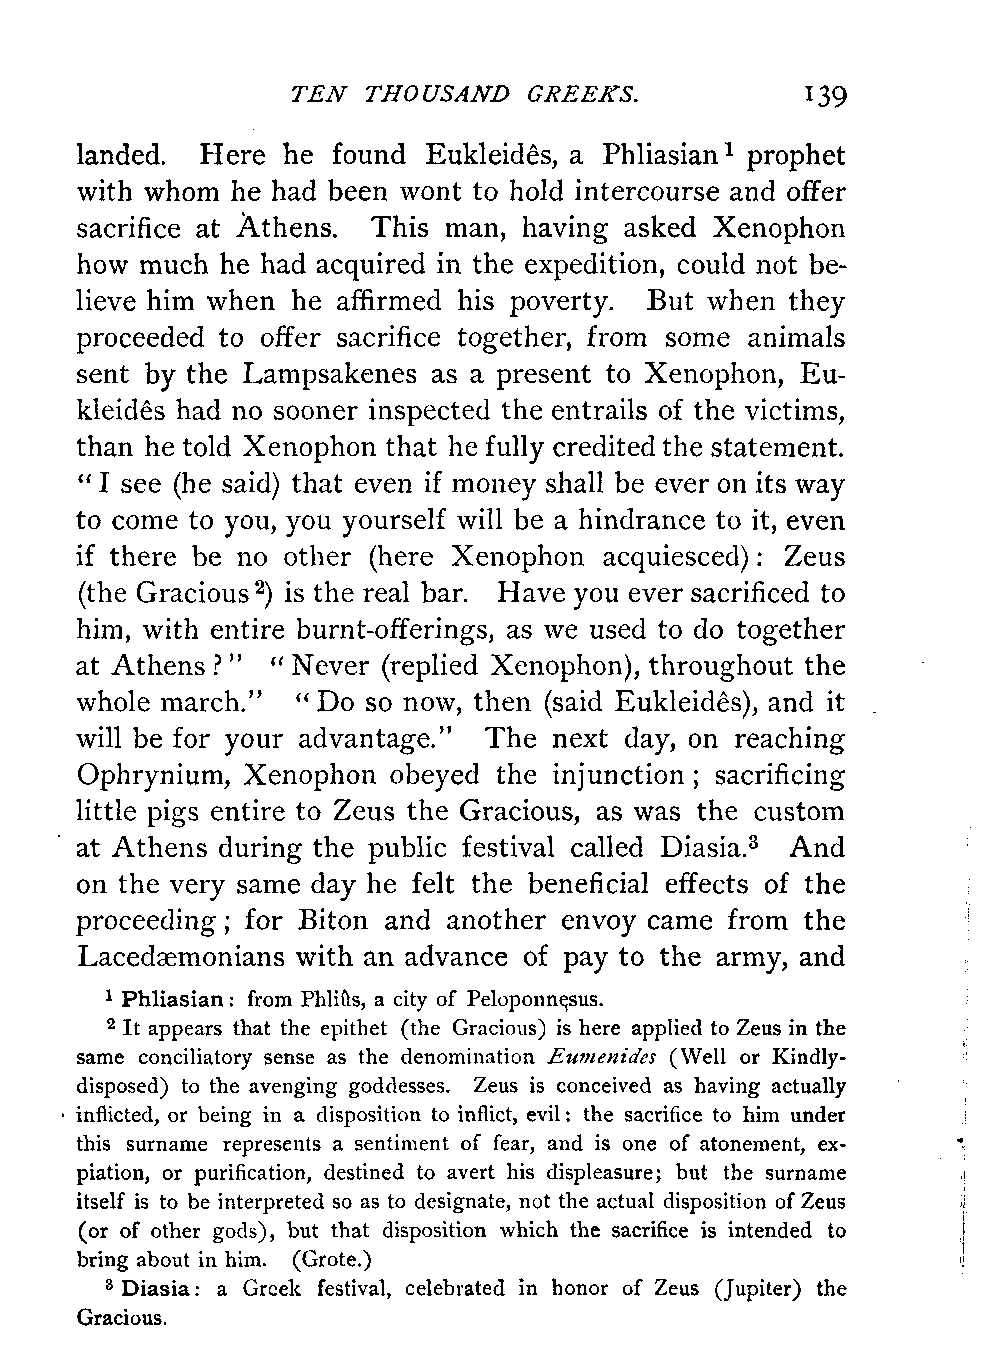 TEN THOUSAND GREEKS. 139
landed. Here he found Eukleidês, a Phliasian ¹ prophet
with whom he had been wont to hold intercourse and offer
sacrifice at Athens. This man, having asked Xenophon
how much he had acquired in the expedition, could not be-
lieve him when he affirmed his poverty. But when they
proceeded to offer sacrifice together, from some animals
sent by the Lampsakenes as a present to Xenophon, Eu-
kleidês had no sooner inspected the entrails of the victims,
than he told Xenophon that he fully credited the statement.
“I see (he said) that even if money shall be ever on its way
to come to you, you yourself will be a hindrance to it, even
if there be no other (here Xenophon acquiesced): Zeus
(the Gracious ²) is the real bar. Have you ever sacrificed to
him, with entire burnt-offerings, as we used to do together
at Athens?” “Never (replied Xenophon), throughout the
whole march.” “Do so now, then (said Eukleidês), and it
will be for your advantage.” The next day, on reaching
Ophrynium, Xenophon obeyed the injunction; sacrificing
little pigs entire to Zeus the Gracious, as was the custom
at Athens during the public festival called Diasia.³ And
on the very same day he felt the beneficial effects of the
proceeding; for Biton and another envoy came from the
Lacedæmonians with an advance of pay to the army, and
¹ Phliasian: from Phliûs, a city of Peloponnęsus.
² It appears that the epithet (the Gracious) is here applied to Zeus in the
same conciliatory sense as the denomination Eumenides (Well or Kindly-
disposed) to the avenging goddesses. Zeus is conceived as having actually
inflicted, or being in a disposition to inflict, evil: the sacrifice to him under
this surname represents a sentiment of fear, and is one of atonement, ex-
piation, or purification, destined to avert his displeasure; but the surname
itself is to be interpreted so as to designate, not the actual disposition of Zeus
(or of other gods), but that disposition which the sacrifice is intended to
bring about in him. (Grote.)
³ Diasia: a Greek festival, celebrated in honor of Zeus (Jupiter) the
Gracious.